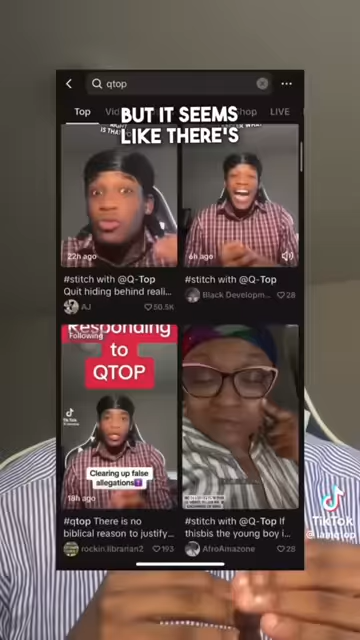 qtop
Top
LIVE
BUT IT SEEMS
LIKE THERE'S
22h ago
6h ago
#stitch with @Q-Top
Quit hiding behind reali...
AJ
50.5K
#stitch with @Q-Top
Black Developm...
28
Following
Responding
to
QTOP
Clearing up false
allegations
18h ago
#qtop There is no
biblical reason to justify...
rockin.librarian2
193
#stitch with @Q-Top If
thisbis the young boy i...
AfroAmazone
28
TikTok